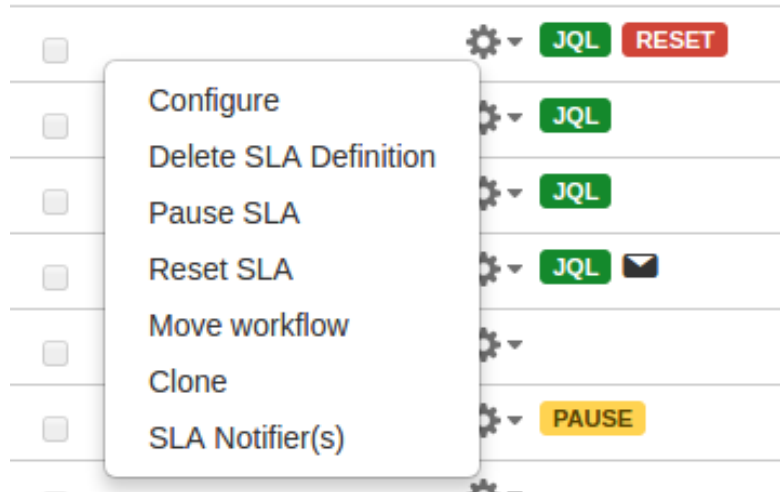 JQL RESET
Configure
JQL
Delete SLA Definition
JQL
Pause SLA
Reset SLA
JQL
Move workflow
Clone
PAUSE
SLA Notifier(s)